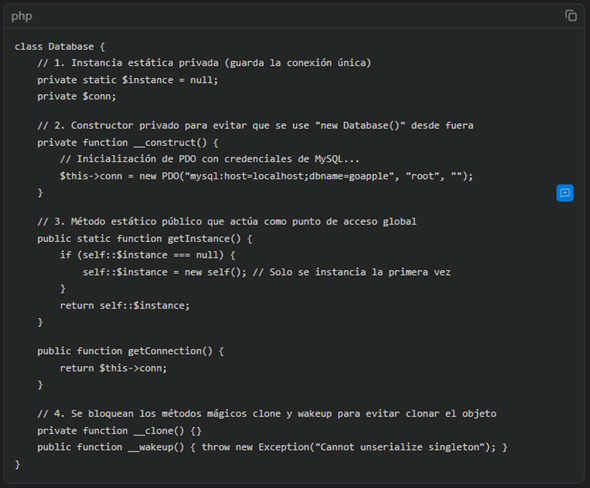 php
class Database {
    // 1. Instancia estática privada (guarda la conexión única)
    private static $instance = null;
    private $conn;
    // 2. Constructor privado para evitar que se use "new Database()" desde fuera
    private function __construct() {
        // Inicialización de PDO con credenciales de MySQL...
        $this->conn = new PDO("mysql:host=localhost;dbname=goapple", "root", "");
    }
    // 3. Método estático público que actúa como punto de acceso global
    public static function getInstance() {
        if (self::$instance === null) {
            self::$instance = new self(); // Solo se instancia la primera vez
        }
        return self::$instance;
    }
    public function getConnection() {
        return $this->conn;
    }
    // 4. Se bloquean los métodos mágicos clone y wakeup para evitar clonar el objeto
    private function __clone() {}
    public function __wakeup() { throw new Exception("Cannot unserialize singleton"); }
}